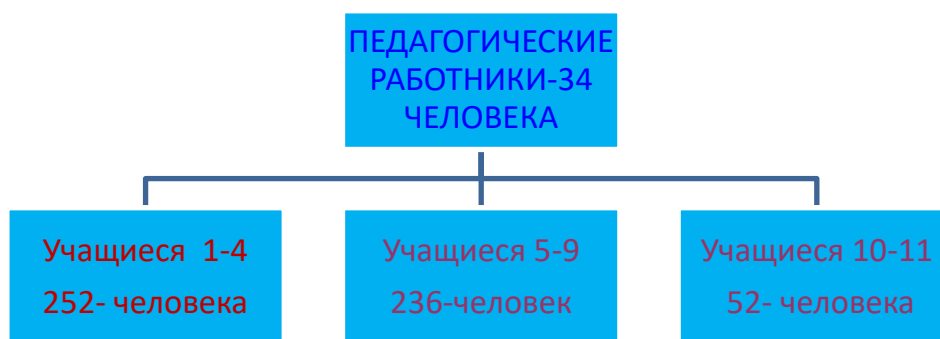 ПЕДАГОГИЧЕСКИЕ
РАБОТНИКИ-34
ЧЕЛОВЕКА
Учащиеся  1-4
252- человека
Учащиеся 5-9
236-человек
Учащиеся 10-11
52- человека